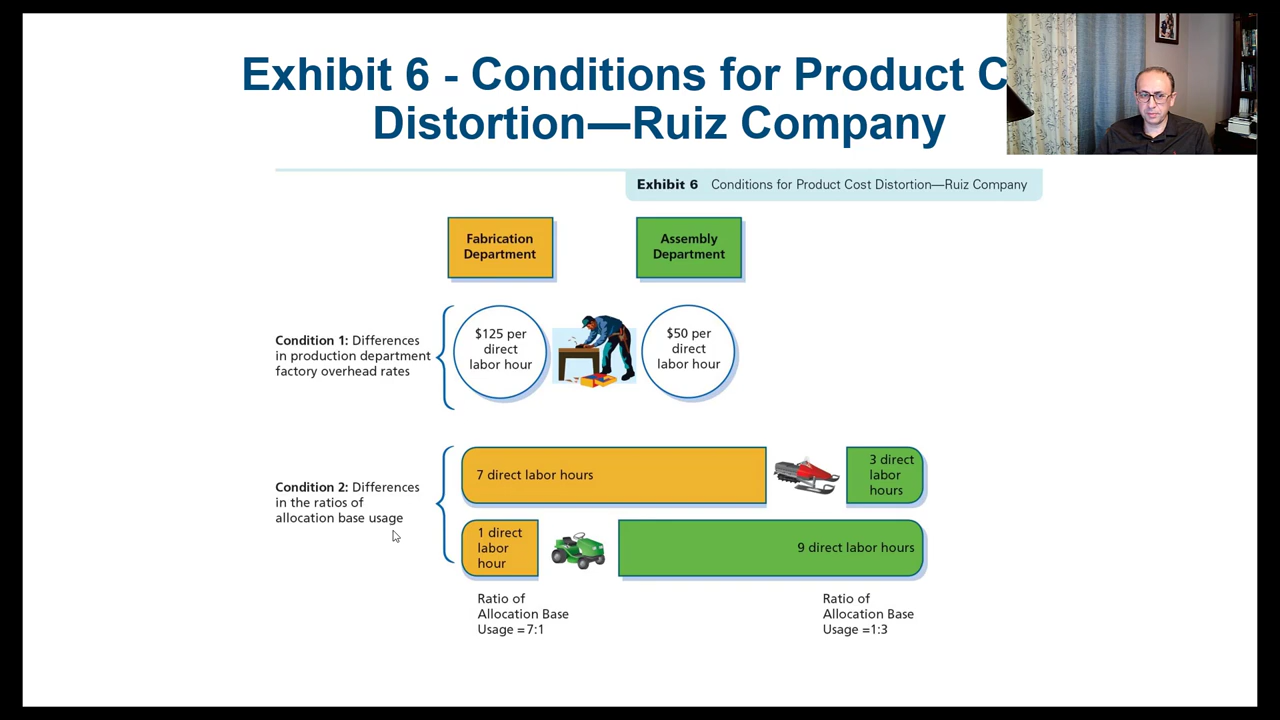 Exhibit 6 - Conditions for Product C
Distortion—Ruiz Company
Exhibit 6 Conditions for Product Cost Distortion—Ruiz Company
Fabrication
Department
Assembly
Department
Condition 1: Differences
in production department
factory overhead rates
$125 per
direct
labor hour
$50 per
direct
labor hour
Condition 2: Differences
in the ratios of
allocation base usage
7 direct labor hours
3 direct
labor
hours
1 direct
labor
hour
9 direct labor hours
Ratio of
Allocation Base
Usage =7:1
Ratio of
Allocation Base
Usage =1:3